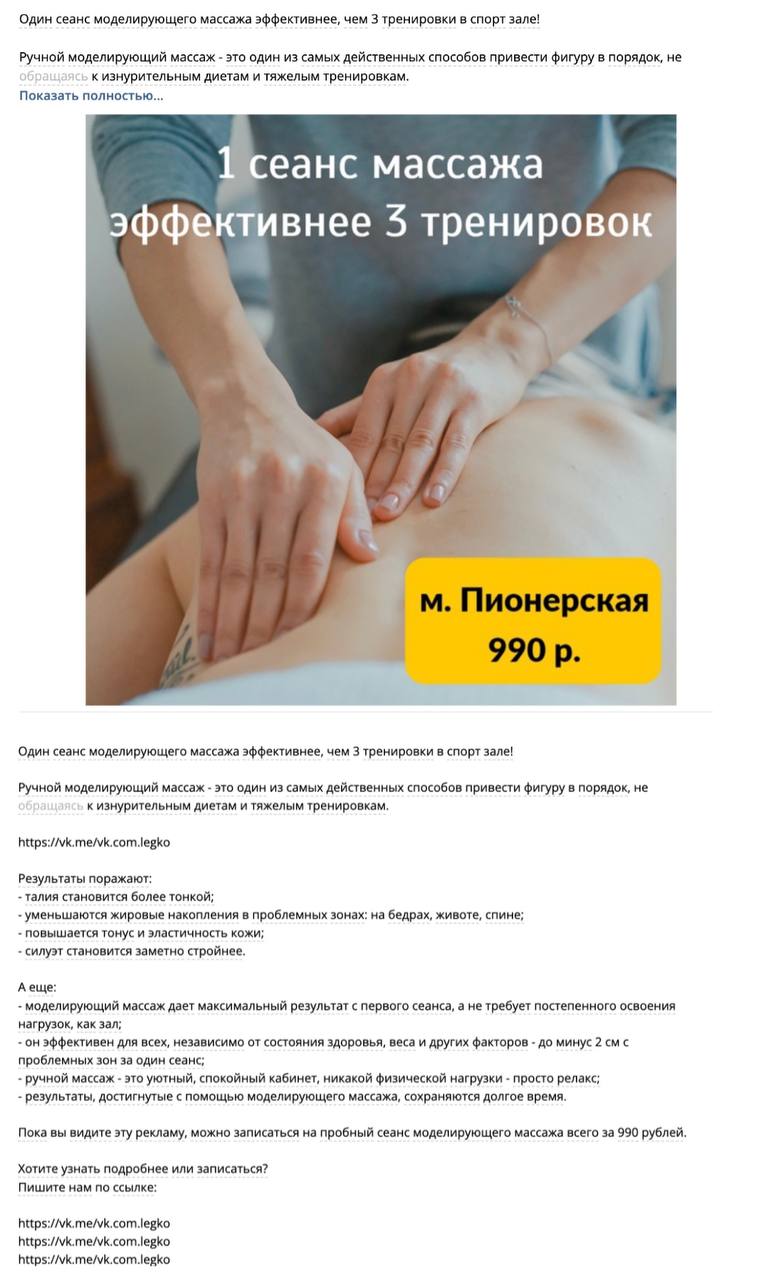 Один сеанс моделирующего массажа эффективнее, чем 3 тренировки в спорт зале!
Ручной моделирующий массаж - это один из самых действенных способов привести фигуру в порядок, не
обращаясь к изнурительным диетам и тяжелым тренировкам.
Показать полностью...
1 сеанс массажа
эффективнее 3 тренировок
м. Пионерская
990 р.
Один сеанс моделирующего массажа эффективнее, чем 3 тренировки в спорт зале!
Ручной моделирующий массаж - это один из самых действенных способов привести фигуру в порядок, не
обращаясь к изнурительным диетам и тяжелым тренировкам.
https://vk.me/vk.com.legko
Результаты поражают:
- талия становится более тонкой;
- уменьшаются жировые накопления в проблемных зонах: на бедрах, животе, спине;
- повышается тонус и эластичность кожи;
- силуэт становится заметно стройнее.
А еще:
- моделирующий массаж дает максимальный результат с первого сеанса, а не требует постепенного освоения
нагрузок, как зал;
- он эффективен для всех, независимо от состояния здоровья, веса и других факторов - до минус 2 см с
проблемных зон за один сеанс;
- ручной массаж - это уютный, спокойный кабинет, никакой физической нагрузки - просто релакс;
- результаты, достигнутые с помощью моделирующего массажа, сохраняются долгое время.
Пока вы видите эту рекламу, можно записаться на пробный сеанс моделирующего массажа всего за 990 рублей.
Хотите узнать подробнее или записаться?
Пишите нам по ссылке:
https://vk.me/vk.com.legko
https://vk.me/vk.com.legko
https://vk.me/vk.com.legko